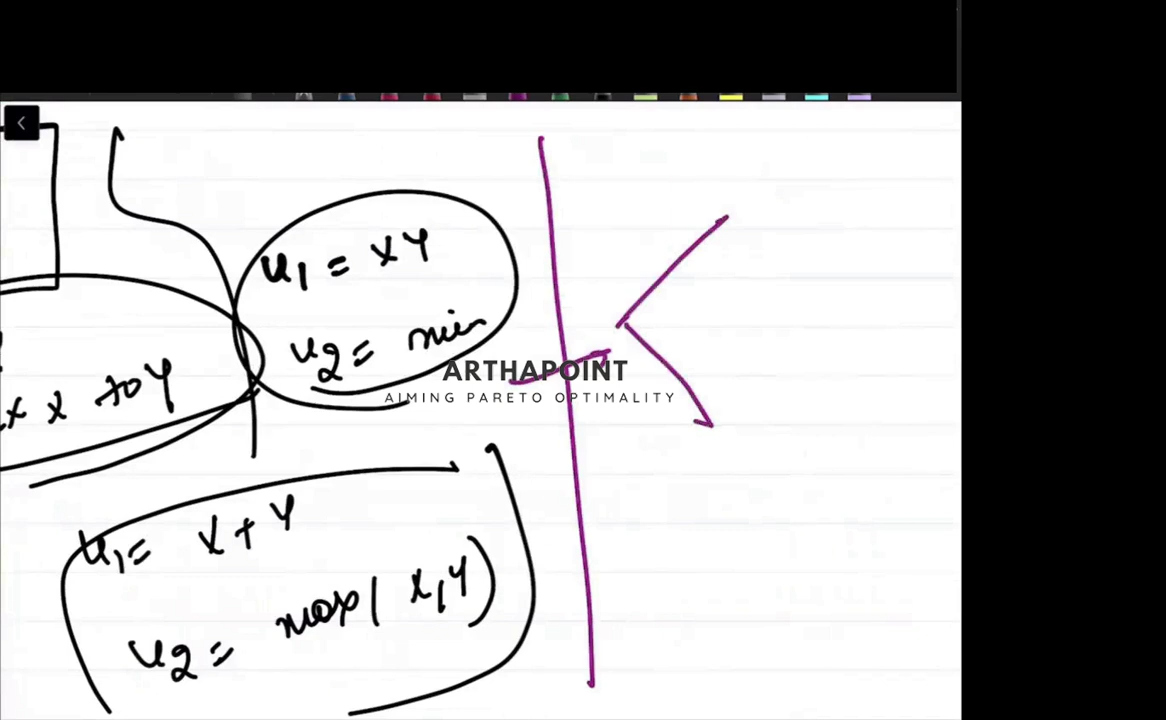 u1 = xy
u2 = min
ARTHAPOINT
AIMING PARETO OPTIMALITY
x to y
u1 = x + y
u2 = max( x, y)